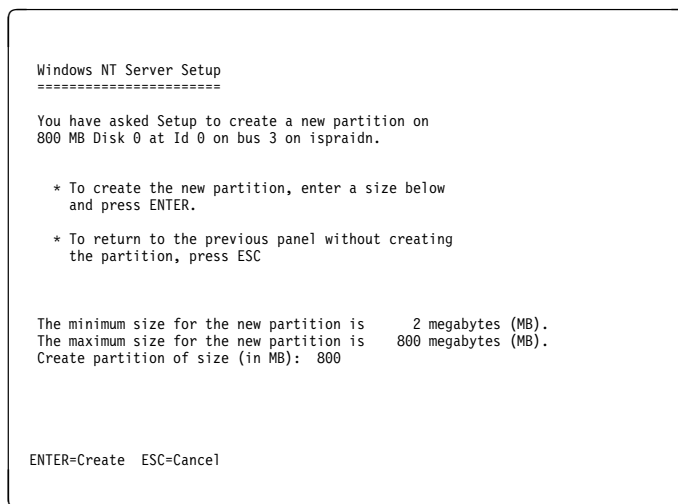 Windows NT Server Setup
=======================
You have asked Setup to create a new partition on
800 MB Disk 0 at Id 0 on bus 3 on ispraidn.
* To create the new partition, enter a size below
and press ENTER.
* To return to the previous panel without creating
the partition, press ESC
The minimum size for the new partition is 2 megabytes (MB).
The maximum size for the new partition is 800 megabytes (MB).
Create partition of size (in MB): 800
ENTER=Create ESC=Cancel